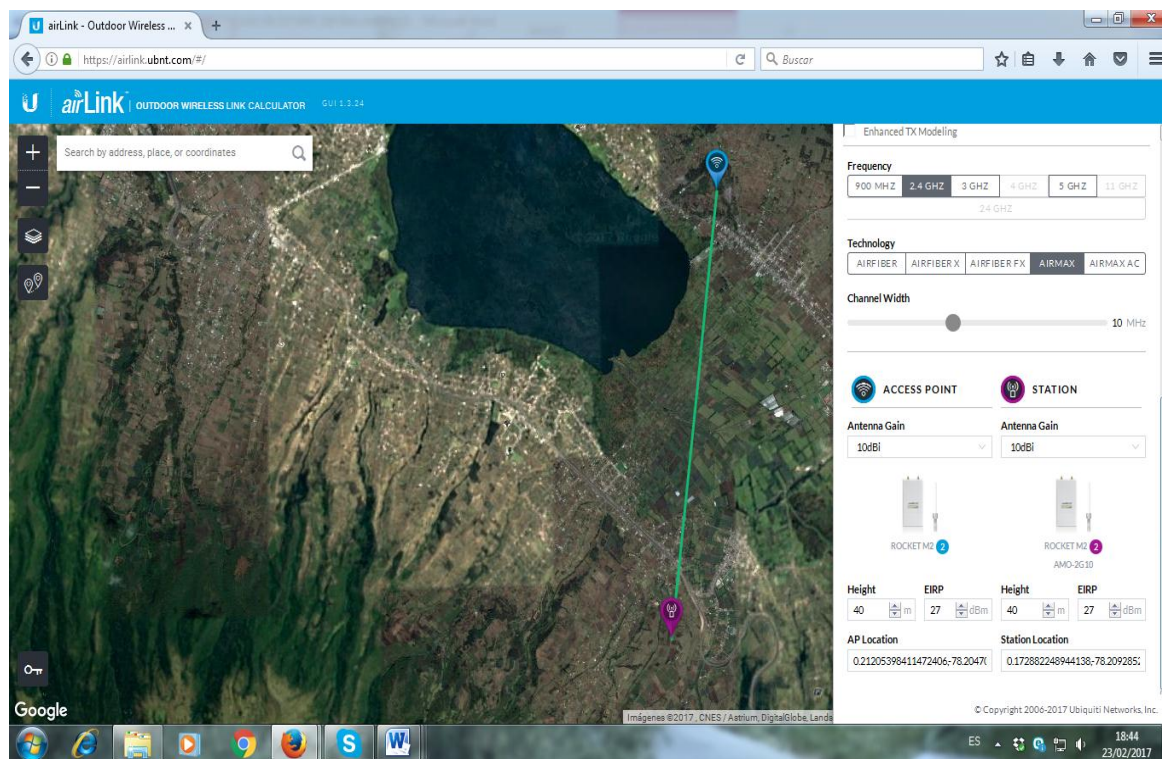 airLink - Outdoor Wireless ... × +
https://airlink.ubnt.com/#/
Buscar
airLink™ | OUTDOOR WIRELESS LINK CALCULATOR GUI 1.3.24
Search by address, place, or coordinates
Enhanced TX Modeling
Frequency
900 MHZ 2.4 GHZ 3 GHZ 4 GHZ 5 GHZ 11 GHZ
24 GHZ
Technology
AIRFIBER AIRFIBER X AIRFIBER FX AIRMAX AIRMAX AC
Channel Width
10 MHz
ACCESS POINT STATION
Antenna Gain Antenna Gain
10dBi 10dBi
ROCKET M2 2 ROCKET M2 2
AMO-2G10
Height EIRP Height EIRP
40 m 27 dBm 40 m 27 dBm
AP Location Station Location
0.21205398411472406,-78.2047( 0.172882248944138,-78.209285
Google
Imágenes ©2017 , CNES / Astrium, DigitalGlobe, Lands
© Copyright 2006-2017 Ubiquiti Networks, Inc.
ES 18:44
23/02/2017